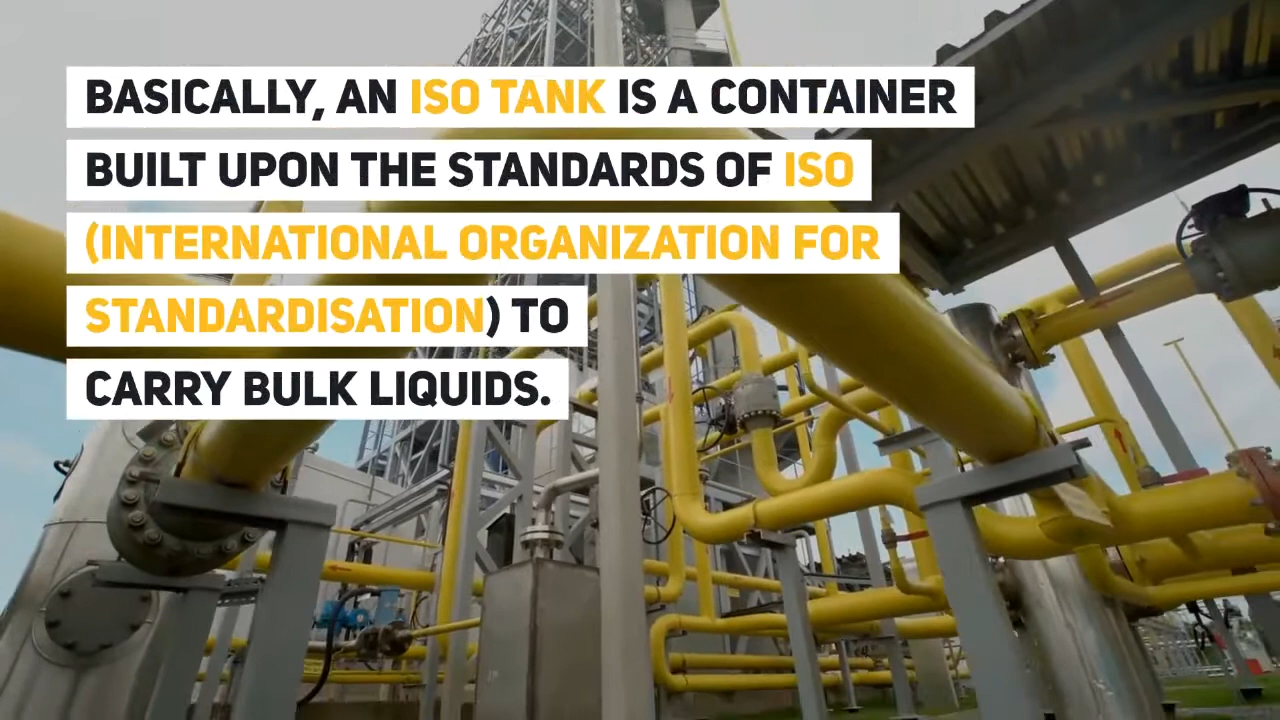 BASICALLY, AN ISO TANK IS A CONTAINER
BUILT UPON THE STANDARDS OF ISO
(INTERNATIONAL ORGANIZATION FOR
STANDARDISATION) TO
CARRY BULK LIQUIDS.